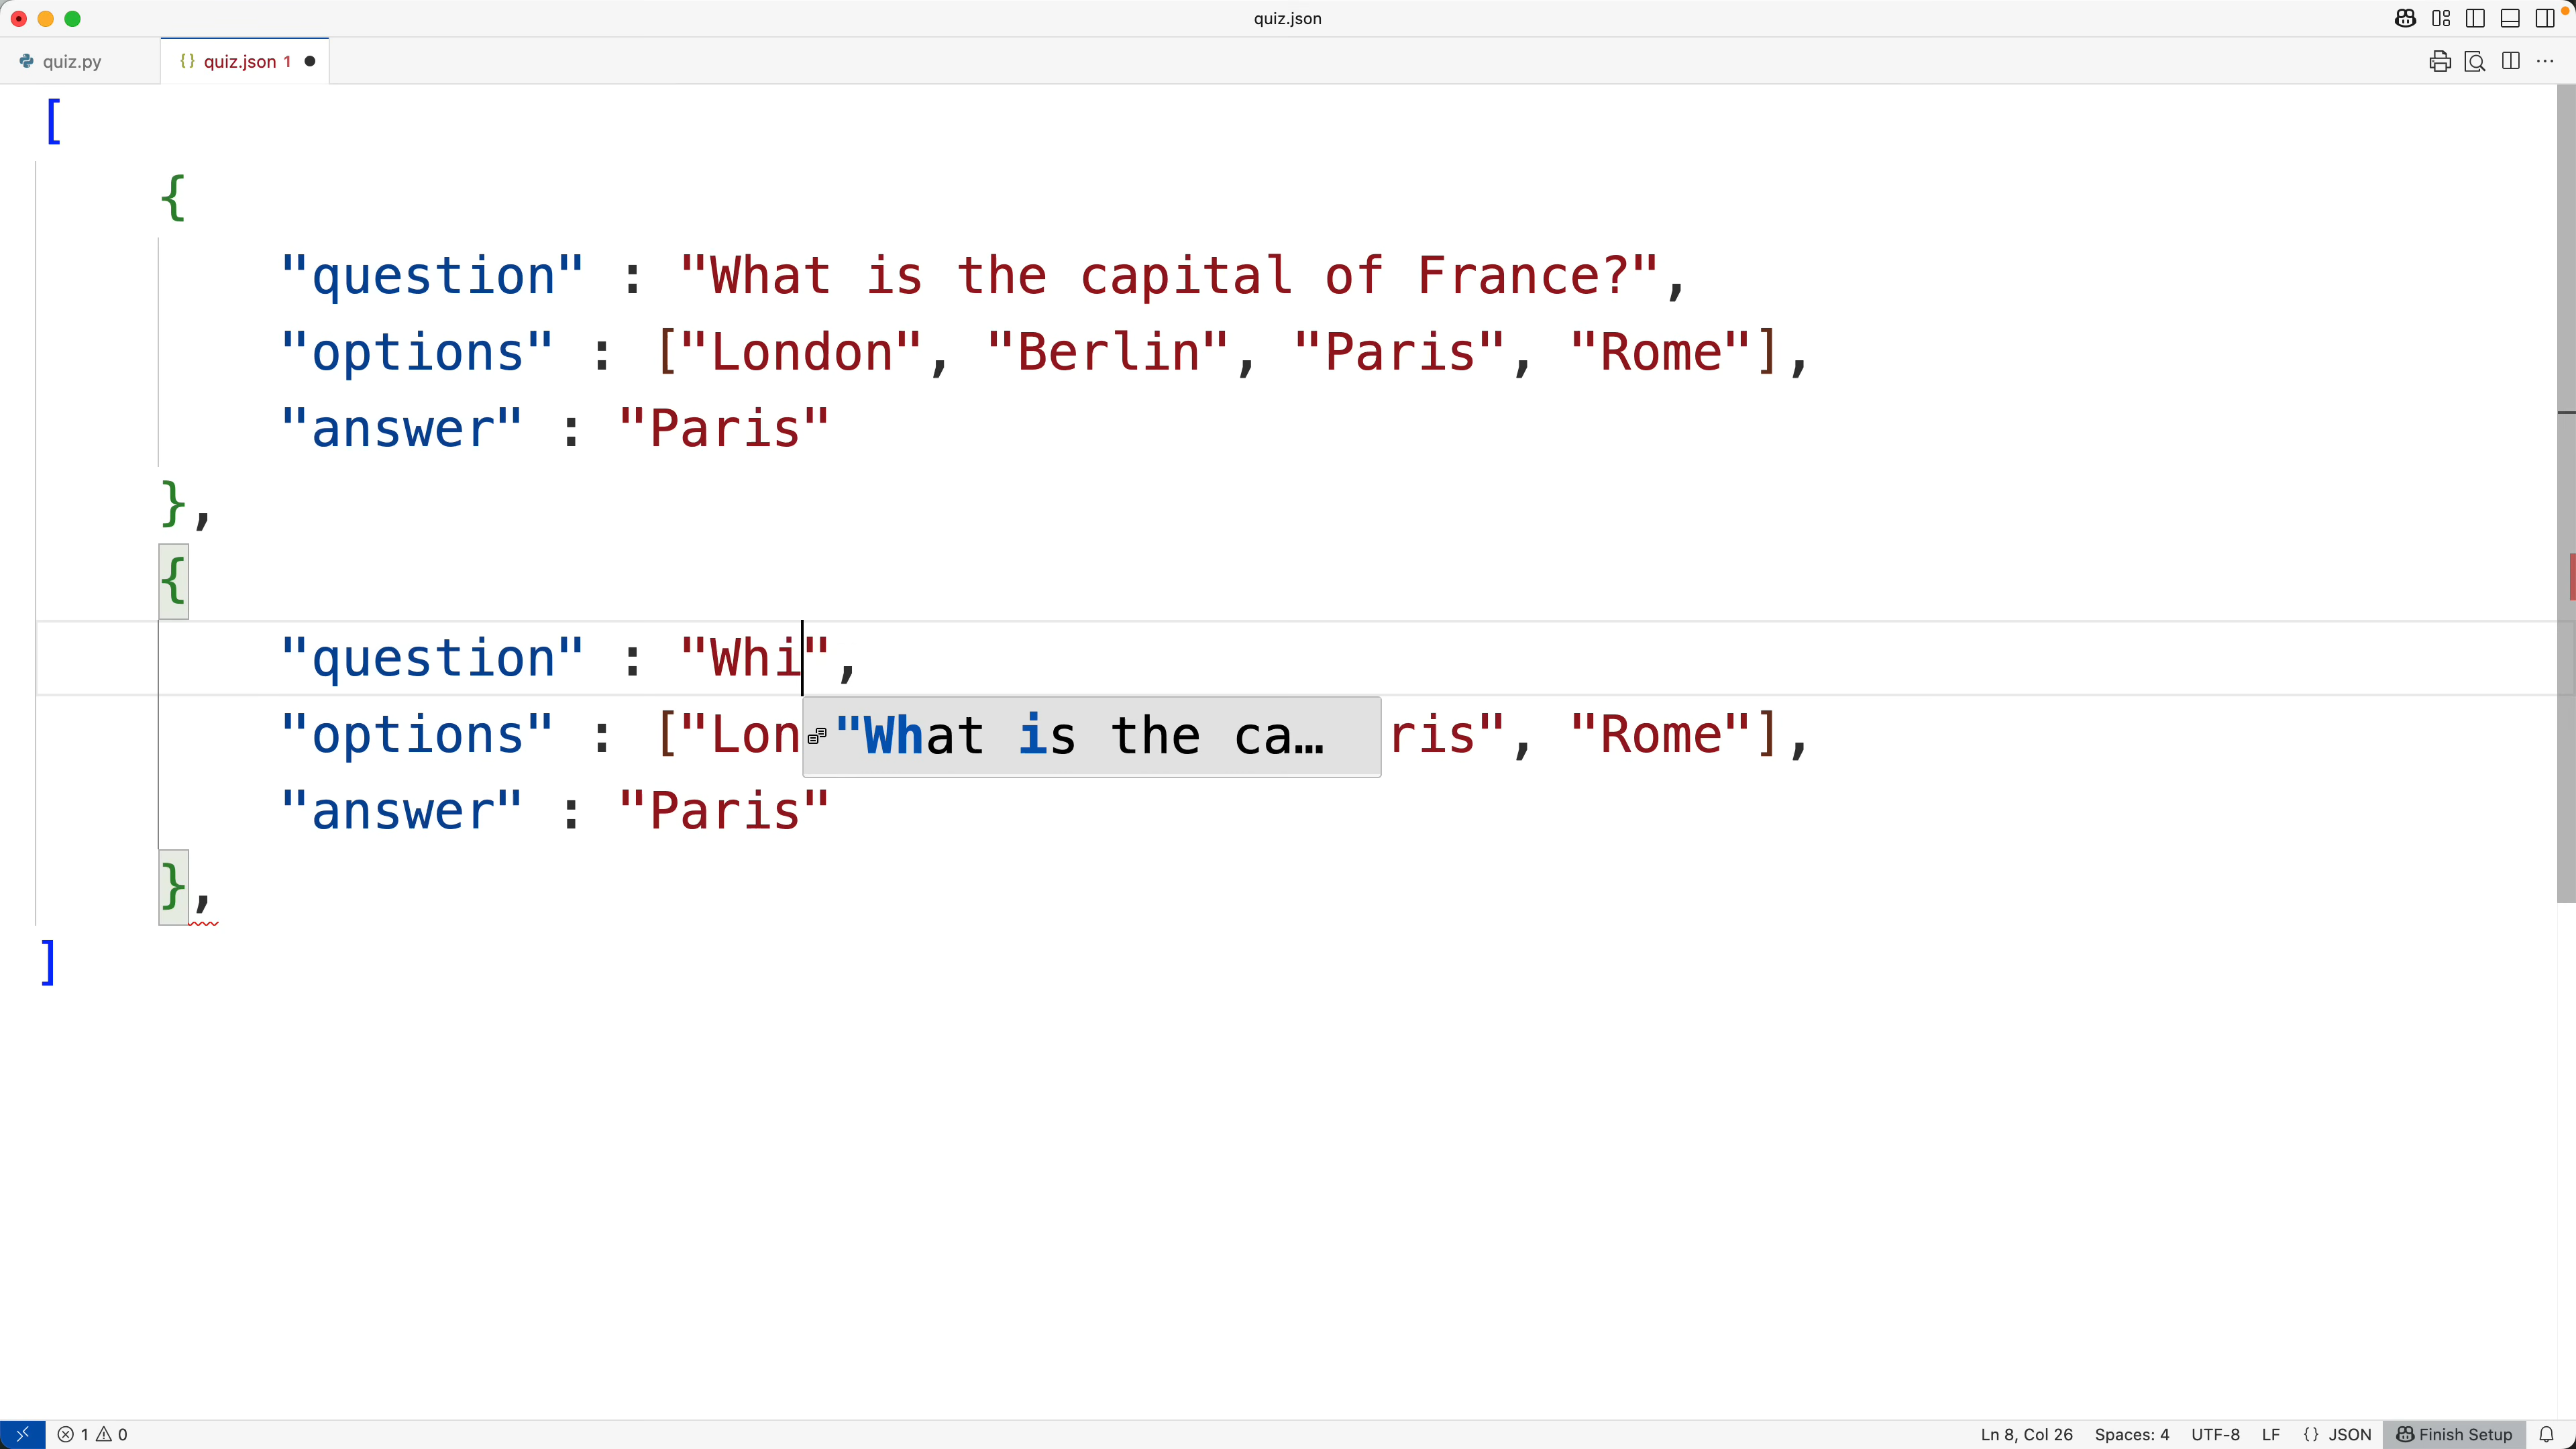 quiz.json
quiz.py
{} quiz.json 1
[
{
"question" : "What is the capital of France?",
"options" : ["London", "Berlin", "Paris", "Rome"],
"answer" : "Paris"
},
{
"question" : "Whi",
"options" : ["Lon
"What is the ca…
ris", "Rome"],
"answer" : "Paris"
},
]
1 0
Ln 8, Col 26 Spaces: 4 UTF-8 LF {} JSON Finish Setup